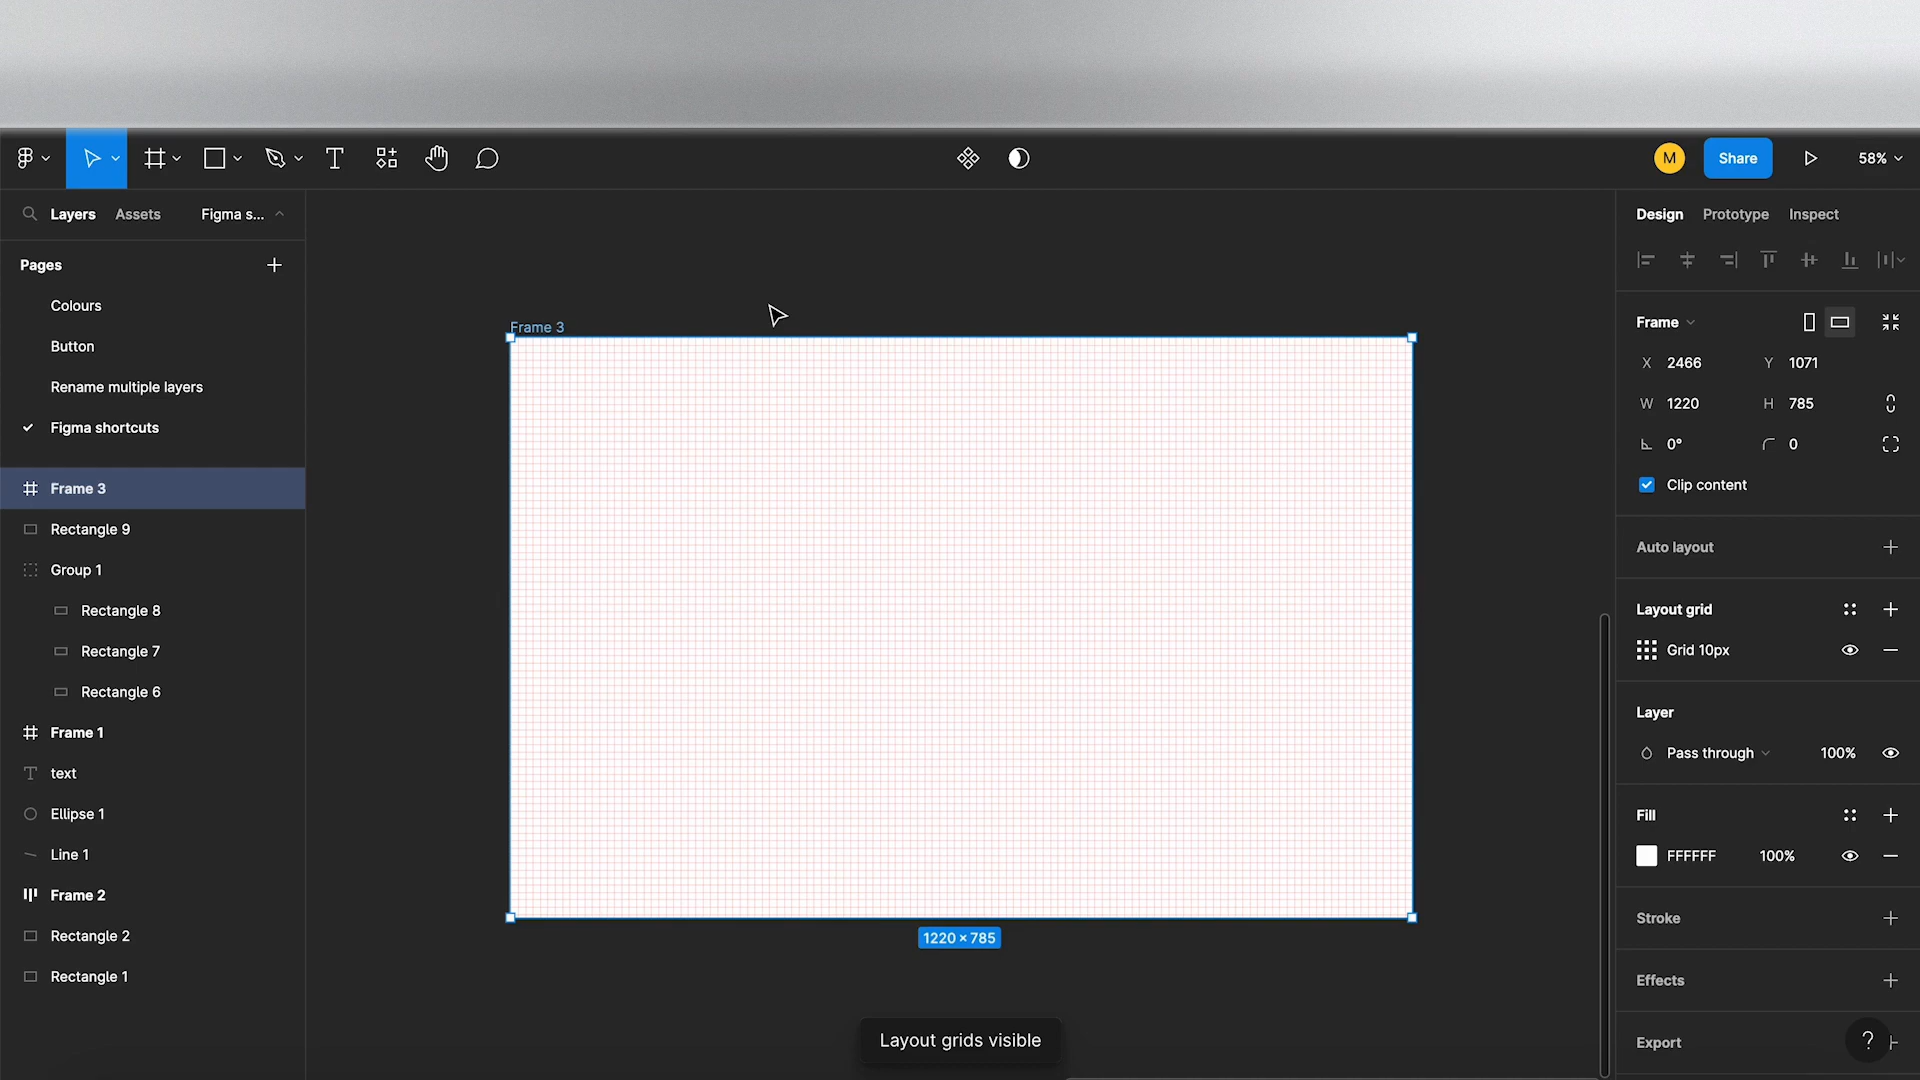 M
Share
58%
Layers
Assets
Figma s...
Design
Prototype
Inspect
Pages
Colours
Button
Rename multiple layers
Figma shortcuts
Frame 3
Rectangle 9
Group 1
Rectangle 8
Rectangle 7
Rectangle 6
Frame 1
text
Ellipse 1
Line 1
Frame 2
Rectangle 2
Rectangle 1
Frame 3
1220 × 785
Layout grids visible
Frame
X 2466 Y 1071
W 1220 H 785
0° 0
Clip content
Auto layout
Layout grid
Grid 10px
Layer
Pass through 100%
Fill
FFFFFF 100%
Stroke
Effects
Export
?